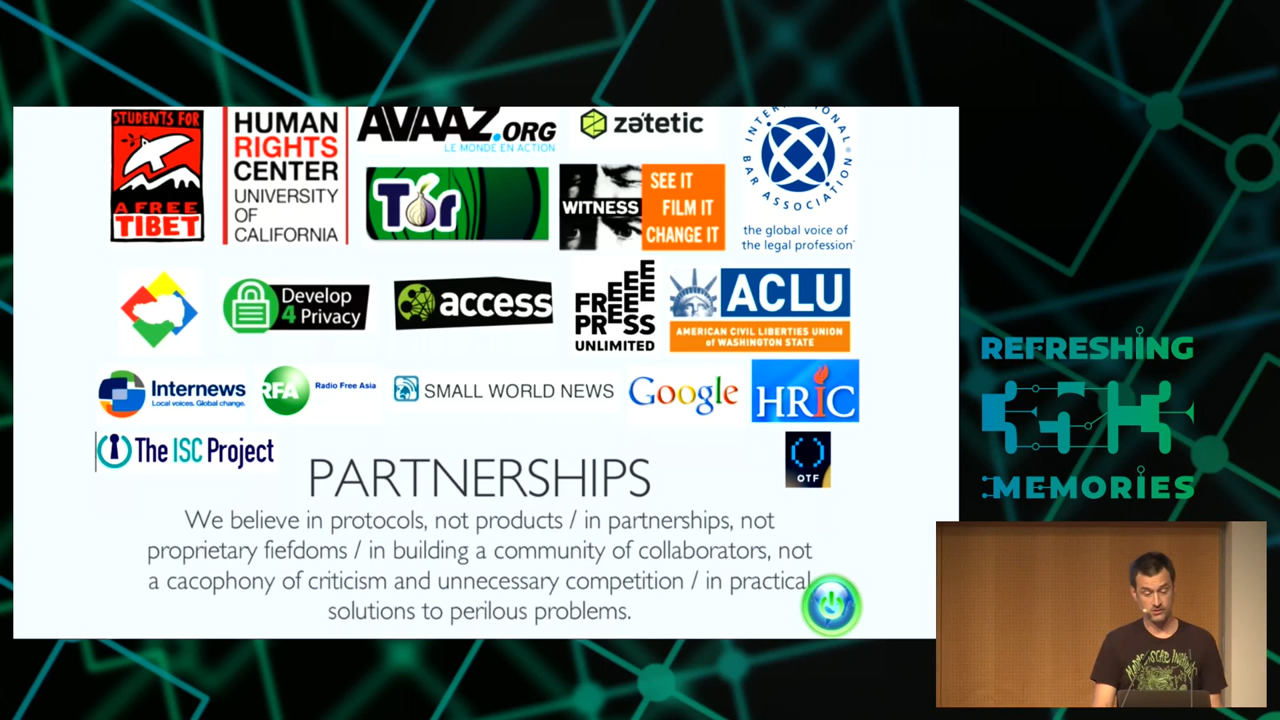 STUDENTS FOR
A FREE
TIBET
HUMAN
RIGHTS
CENTER
UNIVERSITY
OF
CALIFORNIA
AVAAZ.ORG
LE MONDE EN ACTION
zətetic
INTERNATIONAL BAR ASSOCIATION
the global voice of
the legal profession
Tor
WITNESS
SEE IT
FILM IT
CHANGE IT
Develop
4 Privacy
access
FREEEEE
PRESS
UNLIMITED
ACLU
AMERICAN CIVIL LIBERTIES UNION
of WASHINGTON STATE
Internews
Local voices. Global change.
RFA
Radio Free Asia
SMALL WORLD NEWS
Google
HRIC
The ISC Project
OTF
PARTNERSHIPS
We believe in protocols, not products / in partnerships, not
proprietary fiefdoms / in building a community of collaborators, not
a cacophony of criticism and unnecessary competition / in practical
solutions to perilous problems.
REFRESHING
MEMORIES